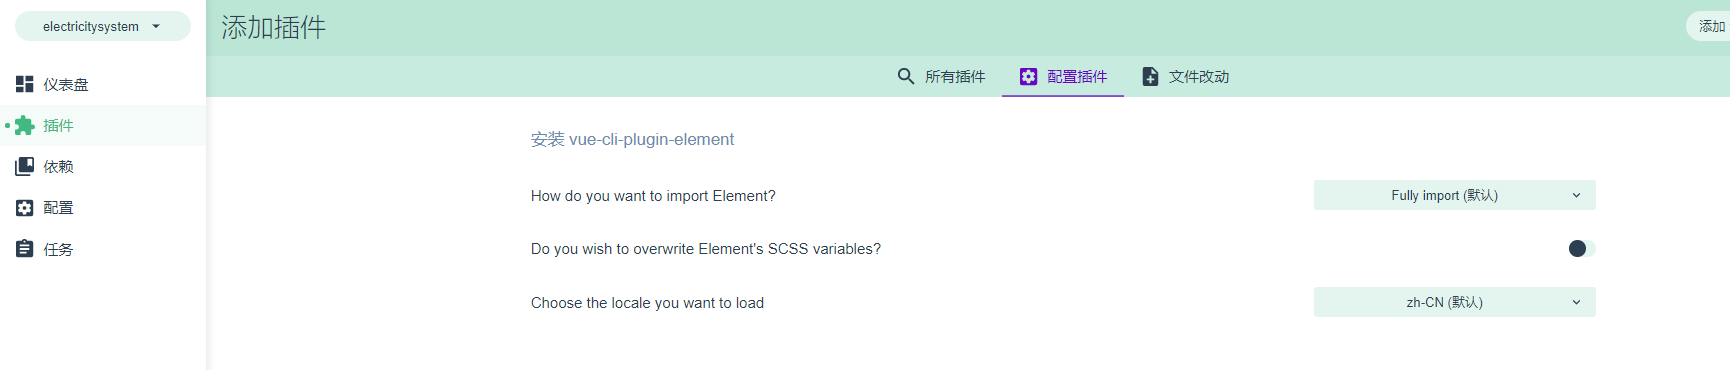 electricitysystem
添加插件
添加
仪表盘
插件
依赖
配置
任务
所有插件
配置插件
文件改动
安装 vue-cli-plugin-element
How do you want to import Element?
Fully import (默认)
Do you wish to overwrite Element's SCSS variables?
Choose the locale you want to load
zh-CN (默认)